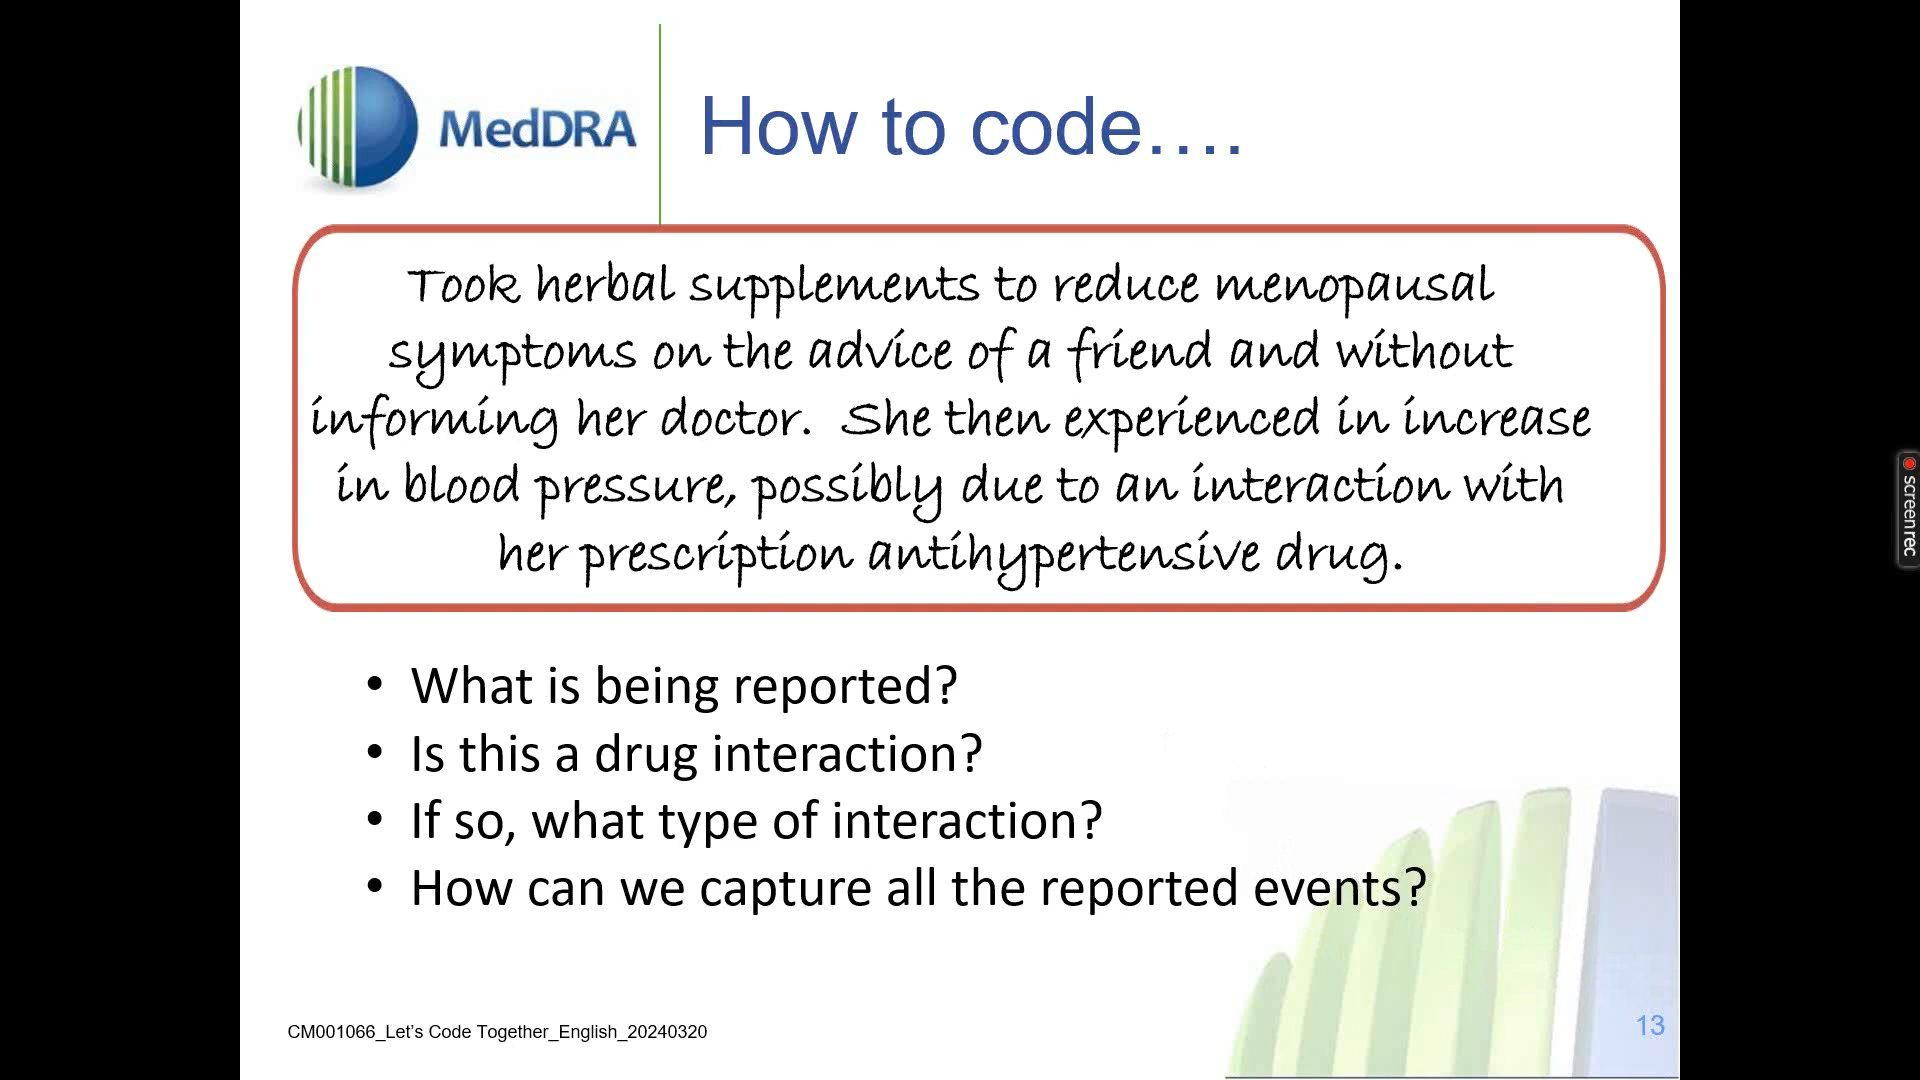 MedDRA
How to code….
Took herbal supplements to reduce menopausal
symptoms on the advice of a friend and without
informing her doctor. She then experienced in increase
in blood pressure, possibly due to an interaction with
her prescription antihypertensive drug.
• What is being reported?
• Is this a drug interaction?
• If so, what type of interaction?
• How can we capture all the reported events?
CM001066_Let’s Code Together_English_20240320
13
screenrec